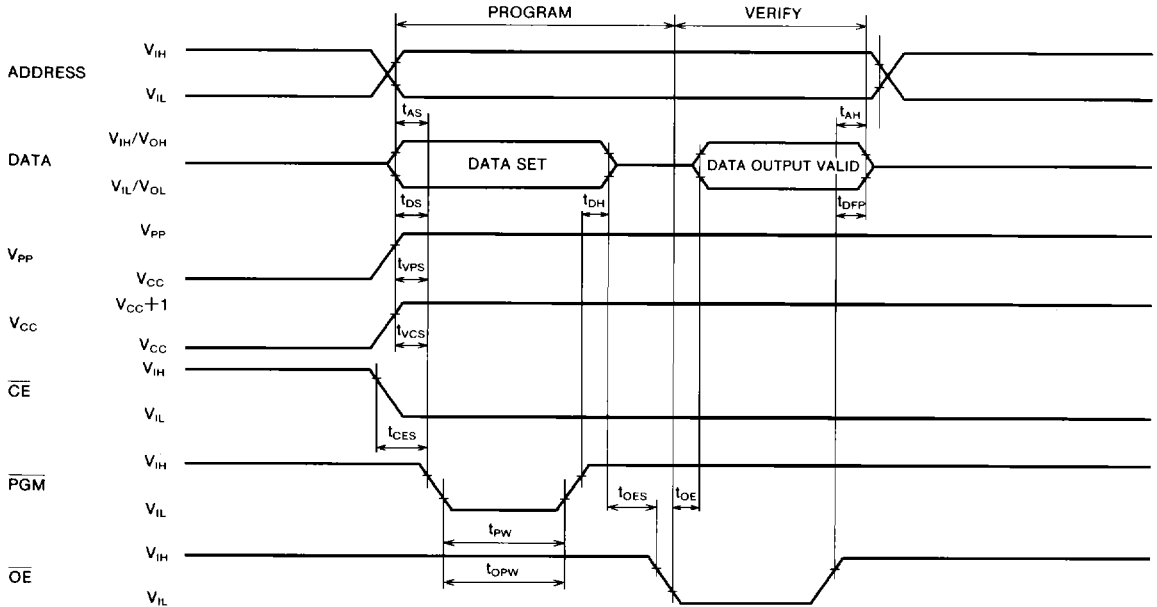 PROGRAM VERIFY
ADDRESS
VIH
VIL
tAS
tAH
DATA
VIH/VOH
VIL/VOL
DATA SET
DATA OUTPUT VALID
tDS
tDH
tDFP
VPP
VPP
VCC
tVPS
VCC
VCC+1
VCC
tVCS
CE
VIH
VIL
tCES
PGM
VIH
VIL
tOES
tOE
tPW
tOPW
OE
VIH
VIL